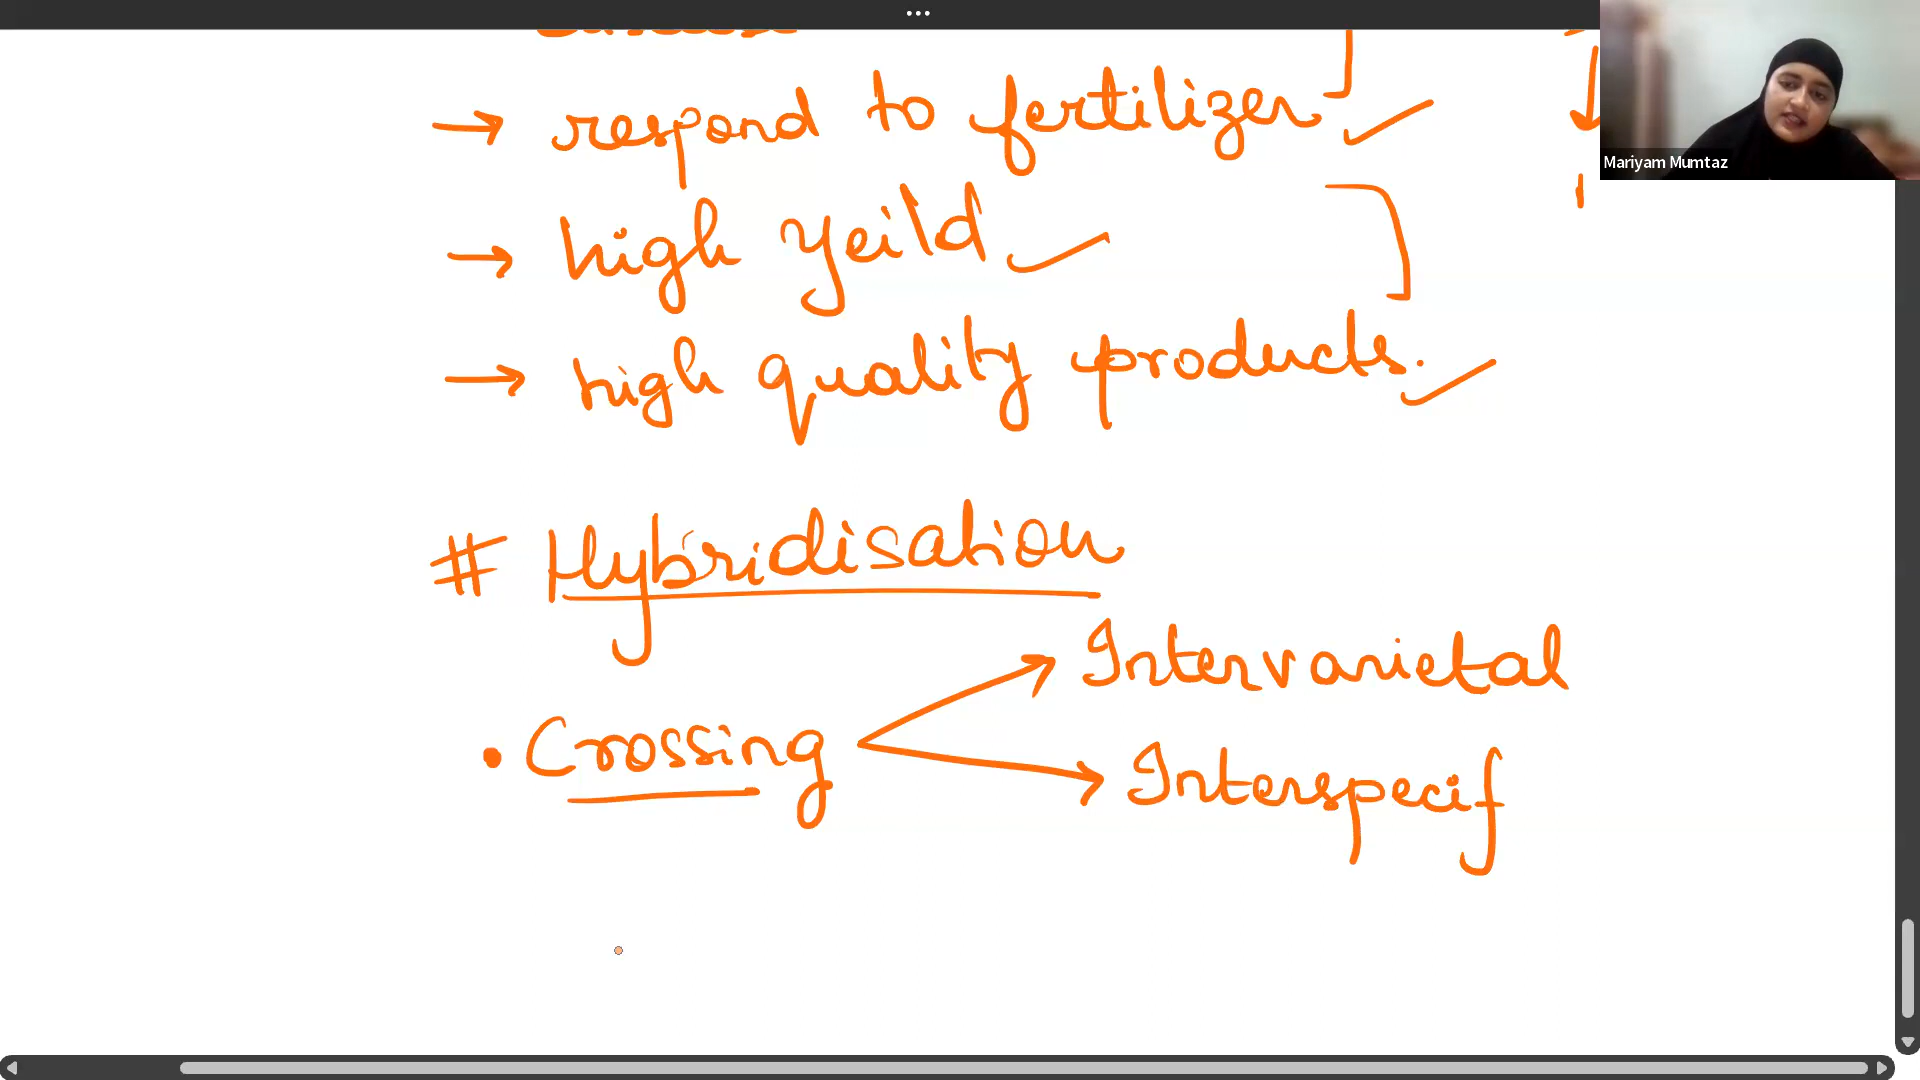 → respond to fertilizer
→ high yeild
→ high quality products.
# Hybridisation
Intervarietal
• Crossing
Interspecif
Mariyam Mumtaz